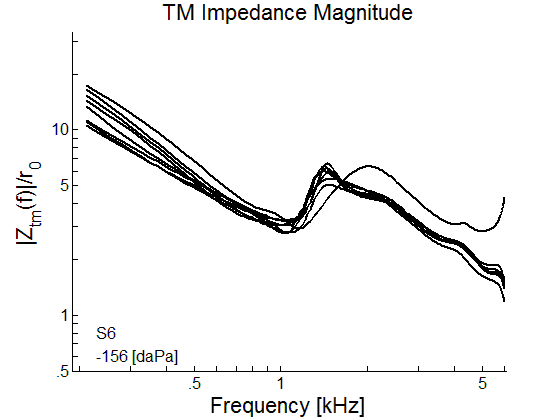 TM Impedance Magnitude
|Z_tm(f)|/r_0
10
5
1
.5
S6
-156 [daPa]
.5 1 5
Frequency [kHz]